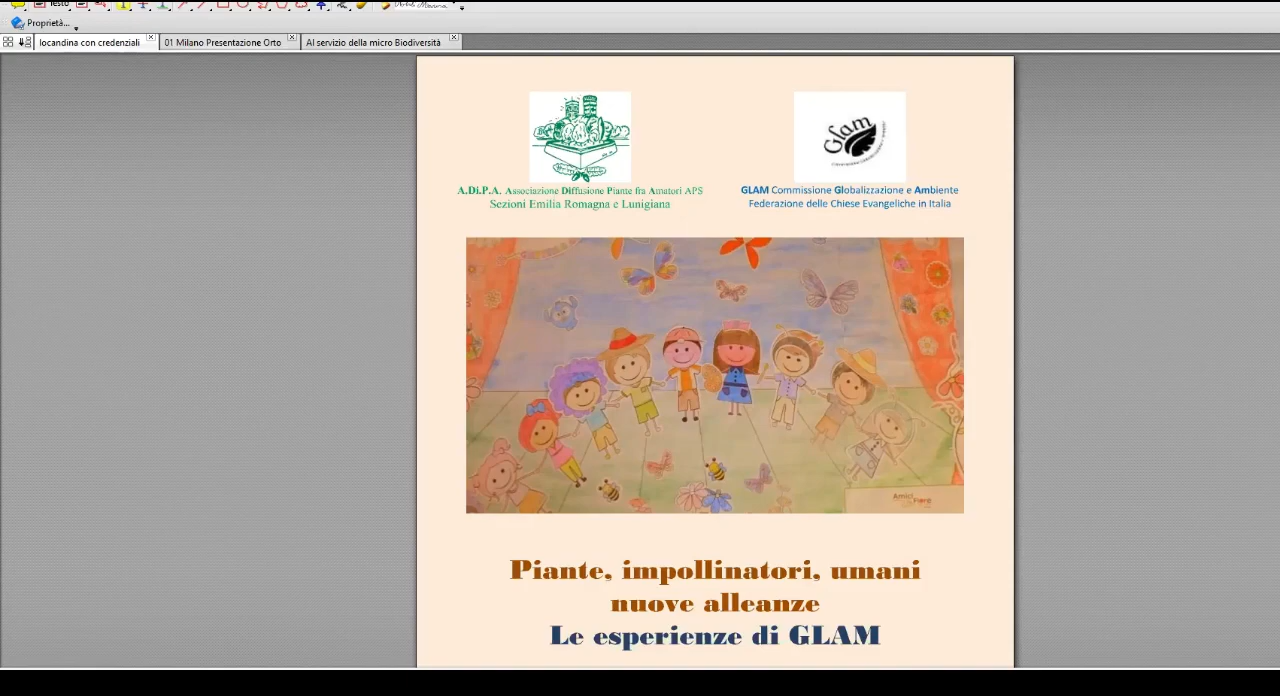 Testo
Proprietà...
locandina con credenziali
01 Milano Presentazione Orto
Al servizio della micro Biodiversità
Glam
A.Di.P.A. Associazione Diffusione Piante fra Amatori APS
Sezioni Emilia Romagna e Lunigiana
GLAM Commissione Globalizzazione e Ambiente
Federazione delle Chiese Evangeliche in Italia
Amici
Piante, impollinatori, umani
nuove alleanze
Le esperienze di GLAM